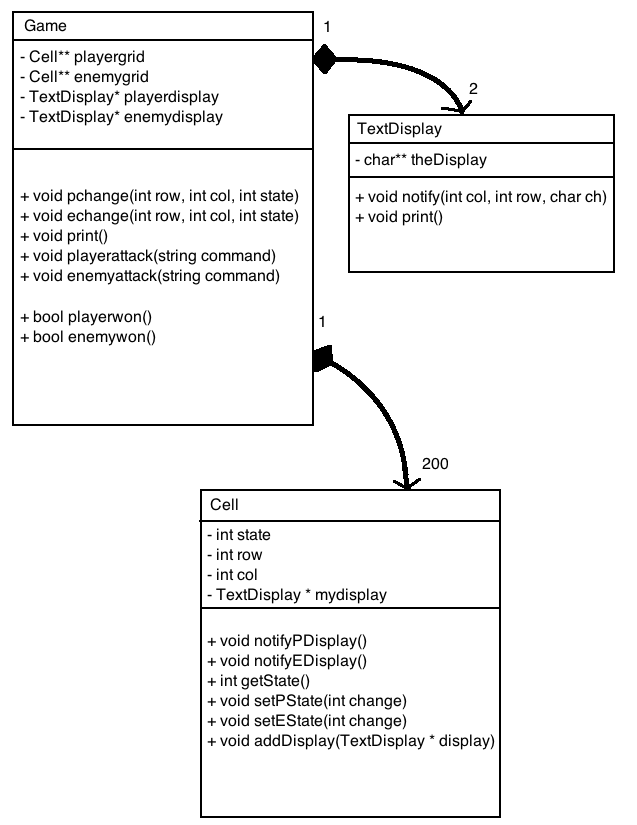 Game
- Cell** playergrid
- Cell** enemygrid
- TextDisplay* playerdisplay
- TextDisplay* enemydisplay
+ void pchange(int row, int col, int state)
+ void echange(int row, int col, int state)
+ void print()
+ void playerattack(string command)
+ void enemyattack(string command)
+ bool playerwon()
+ bool enemywon()
1
2
TextDisplay
- char** theDisplay
+ void notify(int col, int row, char ch)
+ void print()
1
200
Cell
- int state
- int row
- int col
- TextDisplay * mydisplay
+ void notifyPDisplay()
+ void notifyEDisplay()
+ int getState()
+ void setPState(int change)
+ void setEState(int change)
+ void addDisplay(TextDisplay * display)